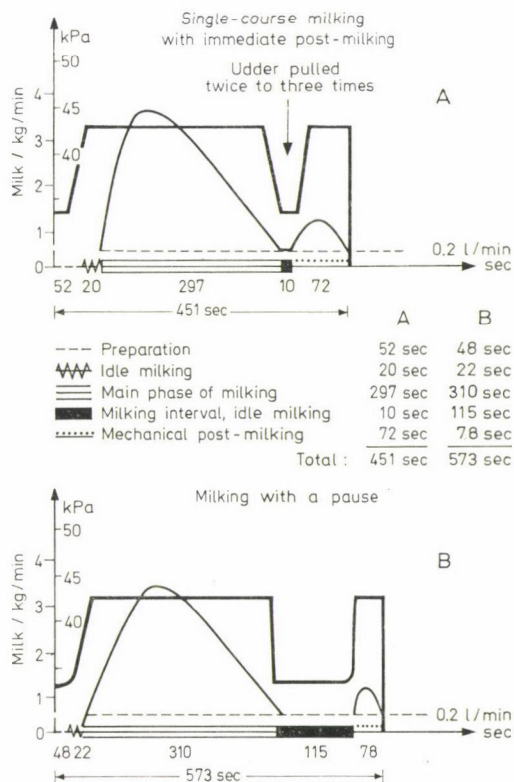 Single-course milking
with immediate post-milking
Udder pulled
twice to three times
A
kPa
50
45
40
4
3
2
1
0
Milk / kg/min
0.2 l/min
sec
52 20 297 10 72
451 sec
A B
Preparation 52 sec 48 sec
Idle milking 20 sec 22 sec
Main phase of milking 297 sec 310 sec
Milking interval, idle milking 10 sec 115 sec
Mechanical post-milking 72 sec 78 sec
Total : 451 sec 573 sec
Milking with a pause
B
kPa
50
45
40
4
3
2
1
0
Milk / kg/min
0.2 l/min
sec
48 22 310 115 78
573 sec